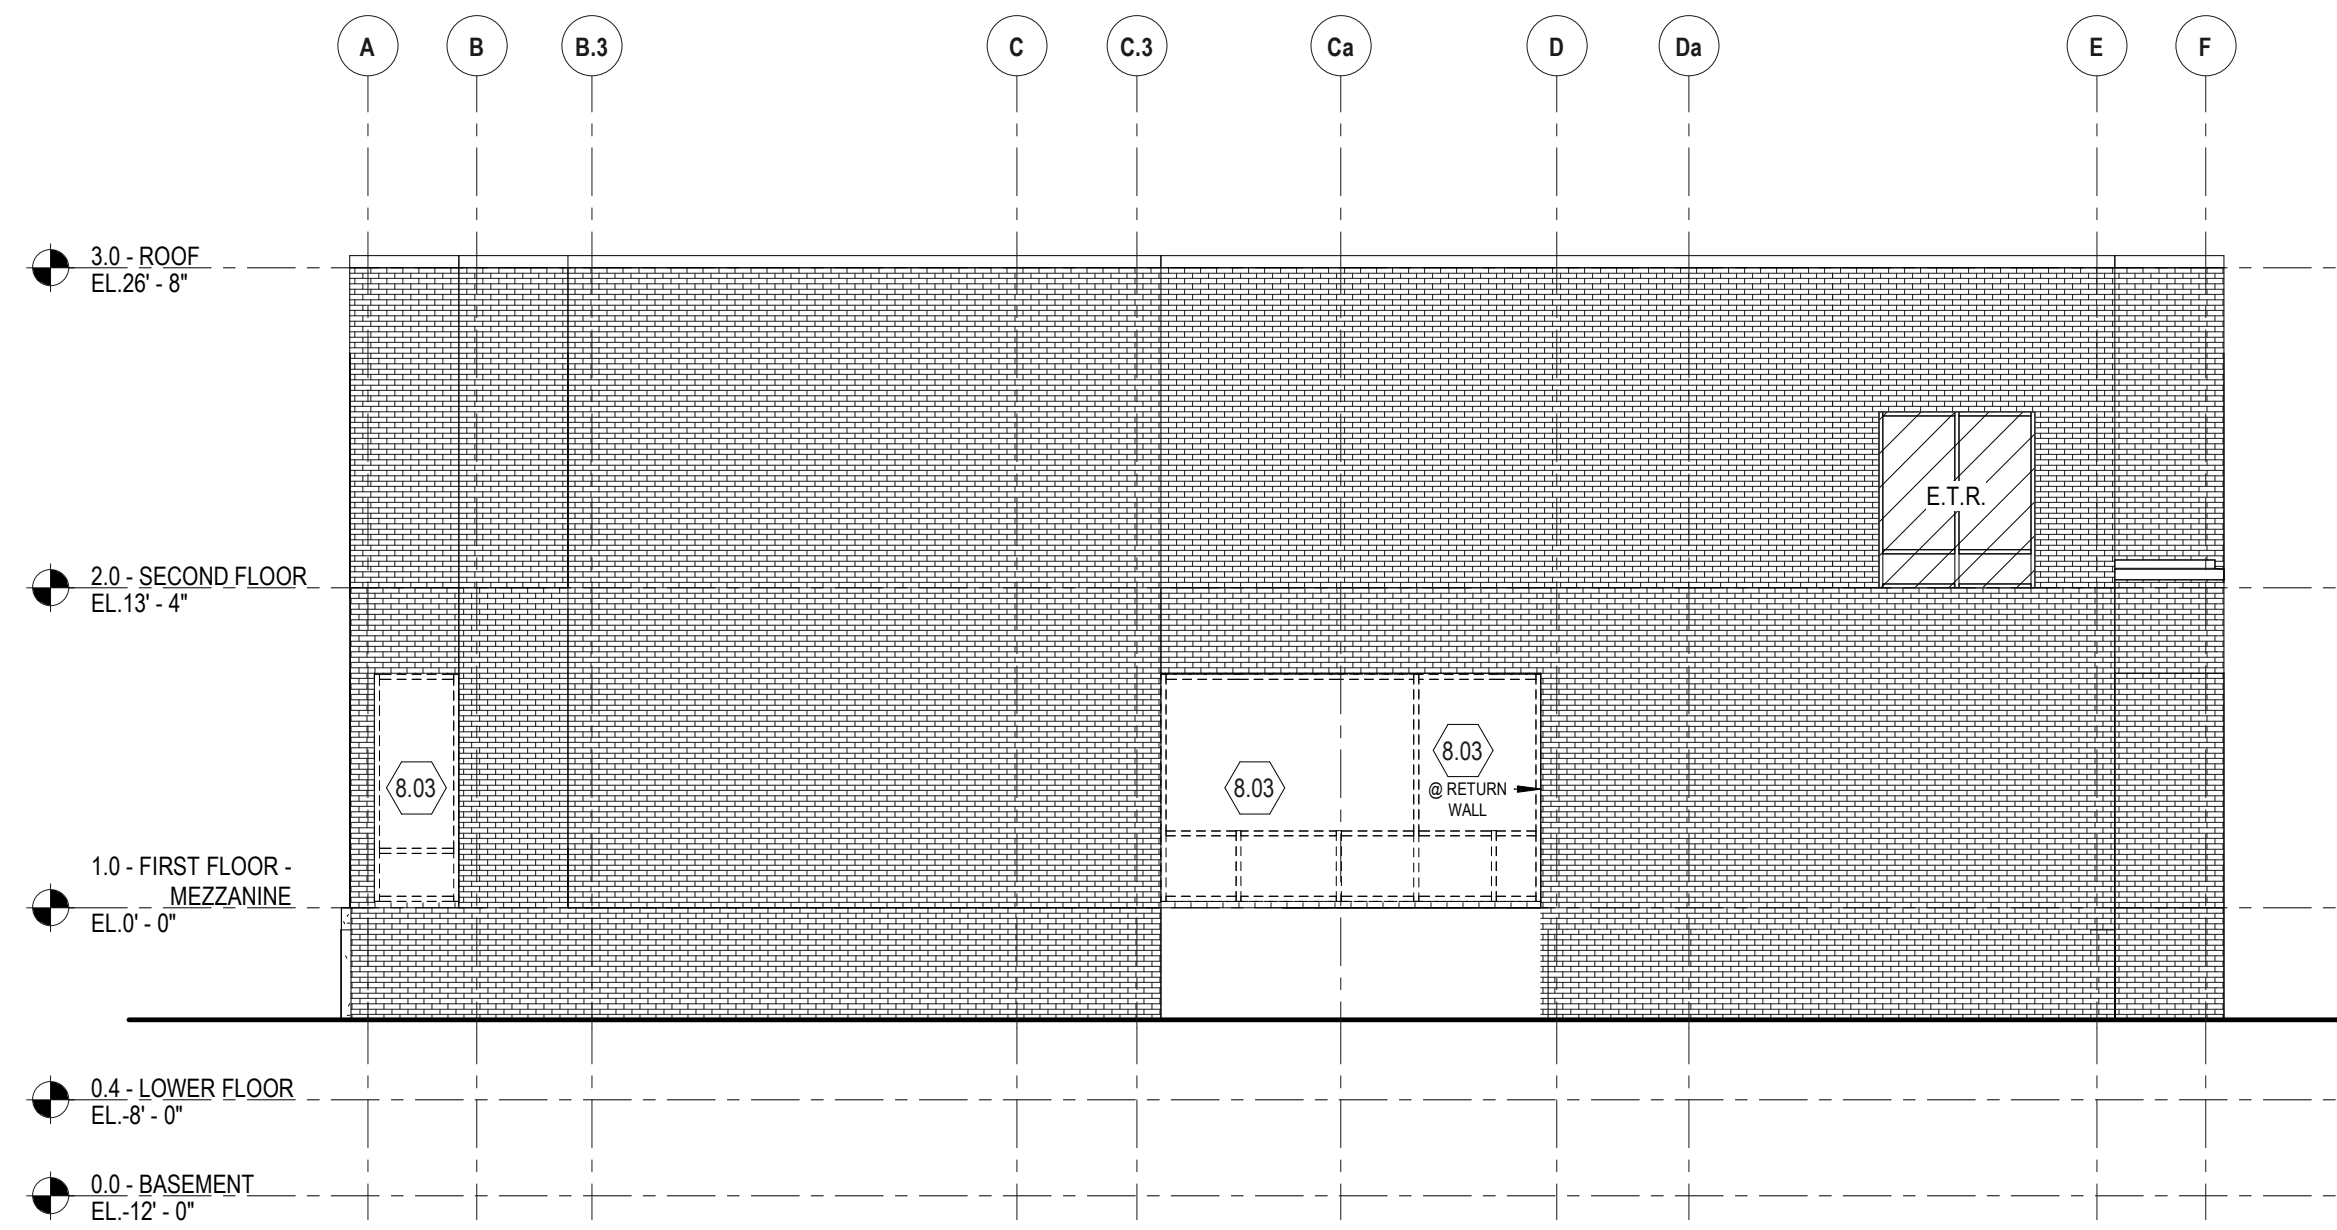 A B B.3 C C.3 Ca D Da E F
3.0 - ROOF
EL.26' - 8"
E.T.R.
2.0 - SECOND FLOOR
EL.13' - 4"
8.03
8.03
8.03
@ RETURN
WALL
1.0 - FIRST FLOOR -
MEZZANINE
EL.0' - 0"
0.4 - LOWER FLOOR
EL.-8' - 0"
0.0 - BASEMENT
EL.-12' - 0"